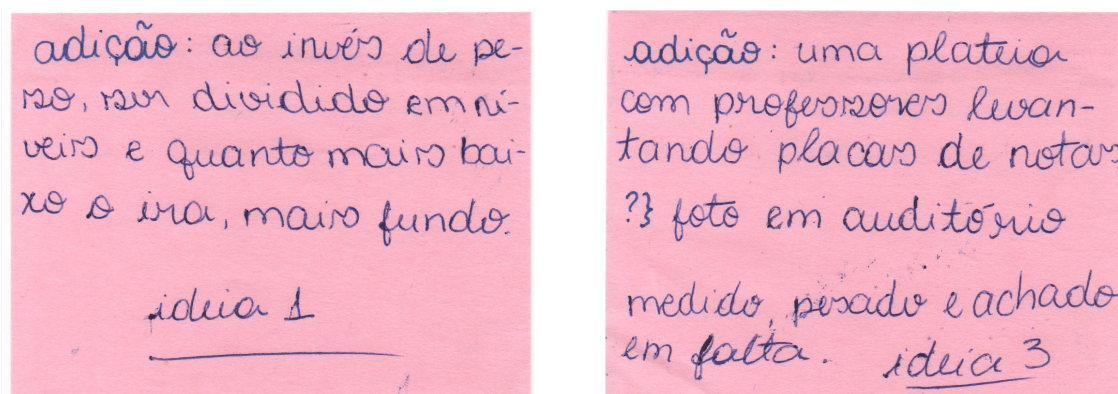 adição: ao invés de pe-
so, ser dividido em ní-
veis e quanto mais bai-
xo o ira, mais fundo.
ideia 1
adição: uma plateia
com professores levan-
tando placas de notas
?} foto em auditório
medido, pesado e achado
em falta. ideia 3